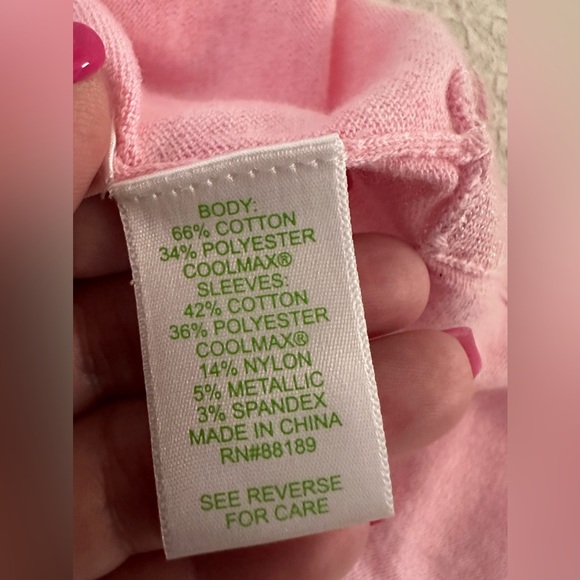 BODY:
66% COTTON
34% POLYESTER
COOLMAX®
SLEEVES:
42% COTTON
36% POLYESTER
COOLMAX®
14% NYLON
5% METALLIC
3% SPANDEX
MADE IN CHINA
RN#88189
SEE REVERSE
FOR CARE